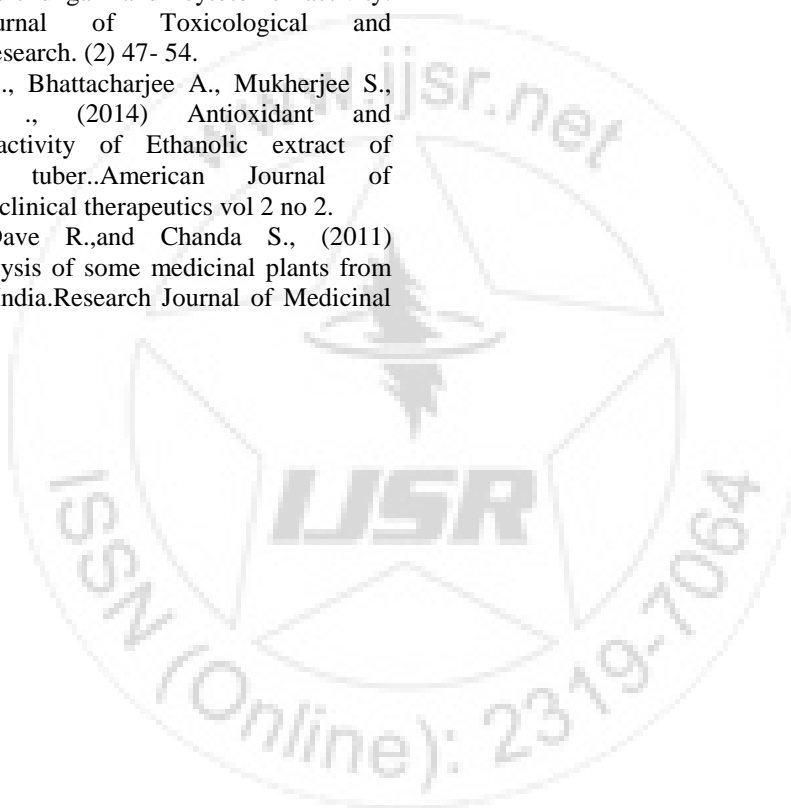 urnal of Toxicological and
esearch. (2) 47- 54.
., Bhattacharjee A., Mukherjee S.,
., (2014) Antioxidant and
activity of Ethanolic extract of
tuber..American Journal of
clinical therapeutics vol 2 no 2.
ave R.,and Chanda S., (2011)
ysis of some medicinal plants from
ndia.Research Journal of Medicinal
www.ijsr.net
IJSR
ISSN (Online): 2319-7064